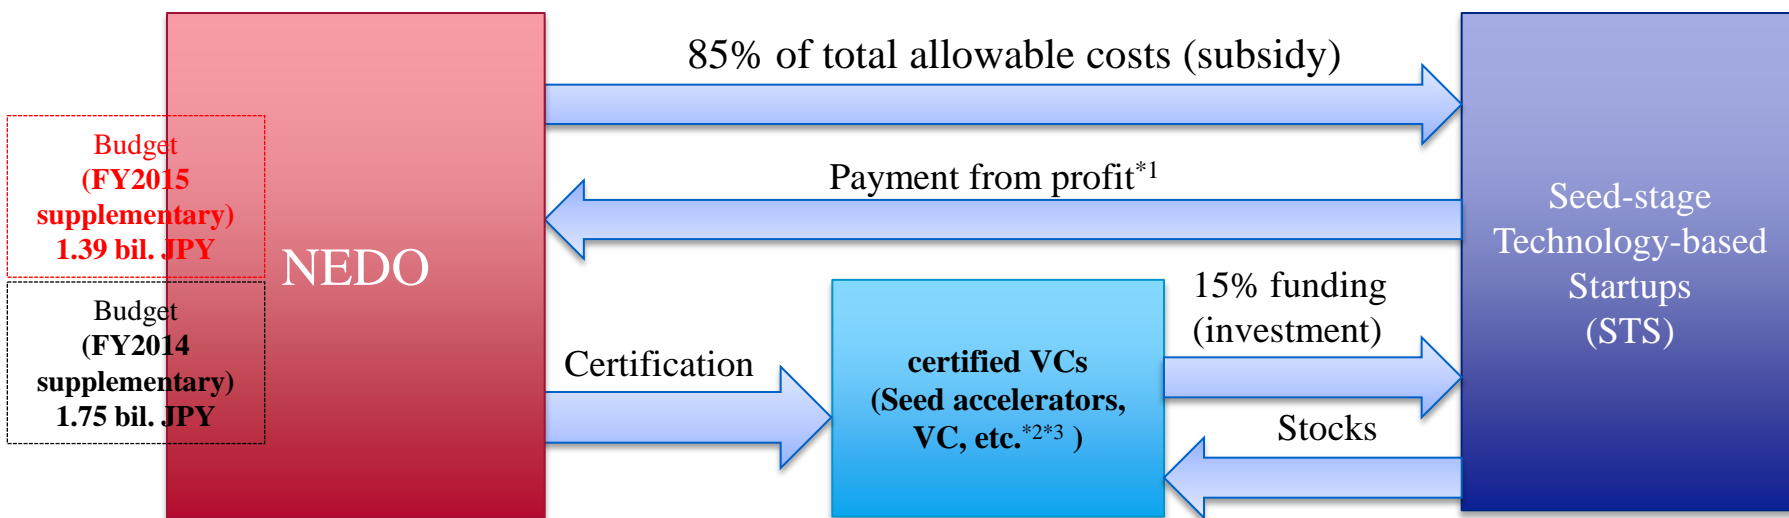 85% of total allowable costs (subsidy)
Budget
(FY2015
supplementary)
1.39 bil. JPY
Payment from profit*1
NEDO
Seed-stage
Technology-based
Startups
(STS)
Budget
(FY2014
supplementary)
1.75 bil. JPY
Certification
certified VCs
(Seed accelerators,
VC, etc.*2*3 )
15% funding
(investment)
Stocks